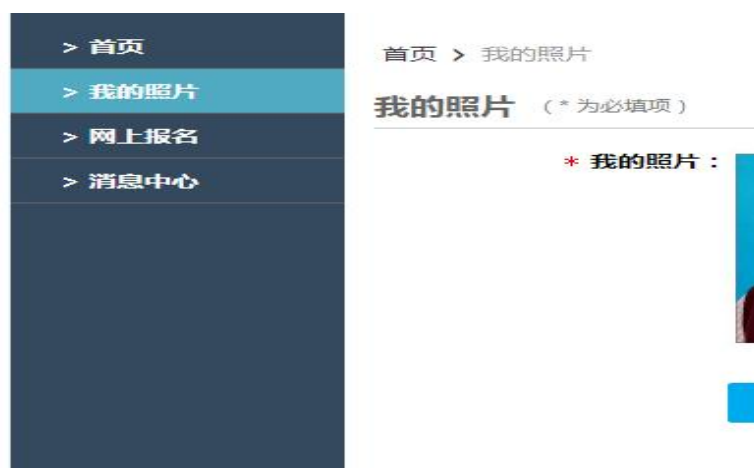 > 首页
> 我的照片
> 网上报名
> 消息中心
首页 > 我的照片
我的照片 （* 为必填项）
* 我的照片：